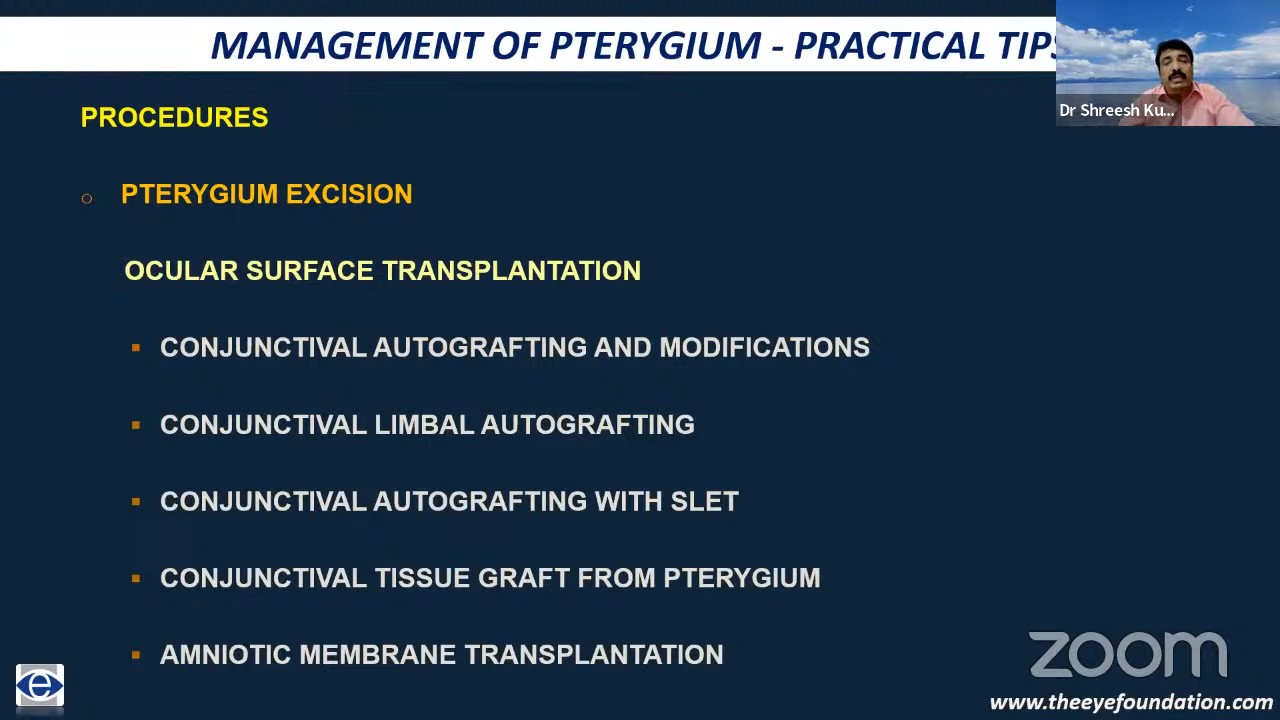 MANAGEMENT OF PTERYGIUM - PRACTICAL TIPS
Dr Shreesh Ku...
PROCEDURES
PTERYGIUM EXCISION
OCULAR SURFACE TRANSPLANTATION
CONJUNCTIVAL AUTOGRAFTING AND MODIFICATIONS
CONJUNCTIVAL LIMBAL AUTOGRAFTING
CONJUNCTIVAL AUTOGRAFTING WITH SLET
CONJUNCTIVAL TISSUE GRAFT FROM PTERYGIUM
AMNIOTIC MEMBRANE TRANSPLANTATION
zoom
e
www.theeyefoundation.com